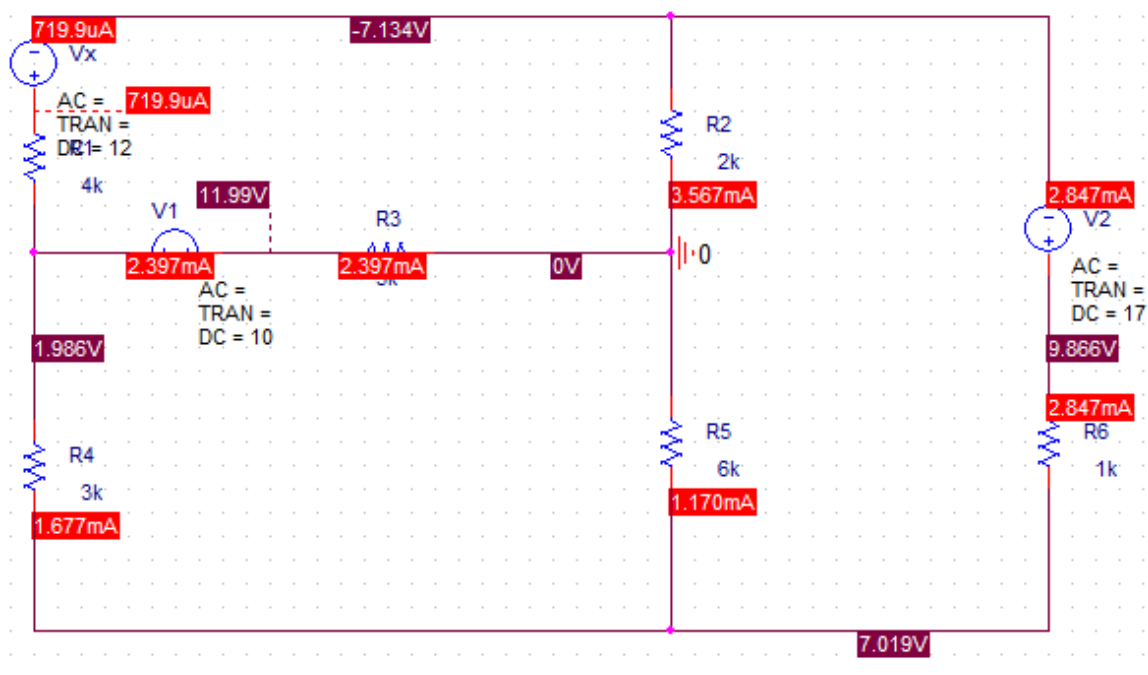 719.9uA
-7.134V
-
Vx
+
AC =
719.9uA
TRAN =
DC = 12
R1
4k
R2
2k
11.99V
3.567mA
2.847mA
V1
R3
-
V2
+
2.397mA
2.397mA
0V
0
AC =
TRAN =
DC = 10
AC =
TRAN =
DC = 17
1.986V
9.866V
2.847mA
R4
3k
R5
6k
R6
1k
1.677mA
1.170mA
7.019V